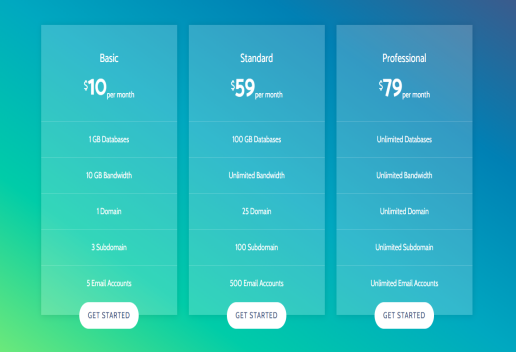 Basic
$10 per month
1 GB Databases
10 GB Bandwidth
1 Domain
3 Subdomain
5 Email Accounts
GET STARTED
Standard
$59 per month
100 GB Databases
Unlimited Bandwidth
25 Domain
100 Subdomain
500 Email Accounts
GET STARTED
Professional
$79 per month
Unlimited Databases
Unlimited Bandwidth
Unlimited Domain
Unlimited Subdomain
Unlimited Email Accounts
GET STARTED